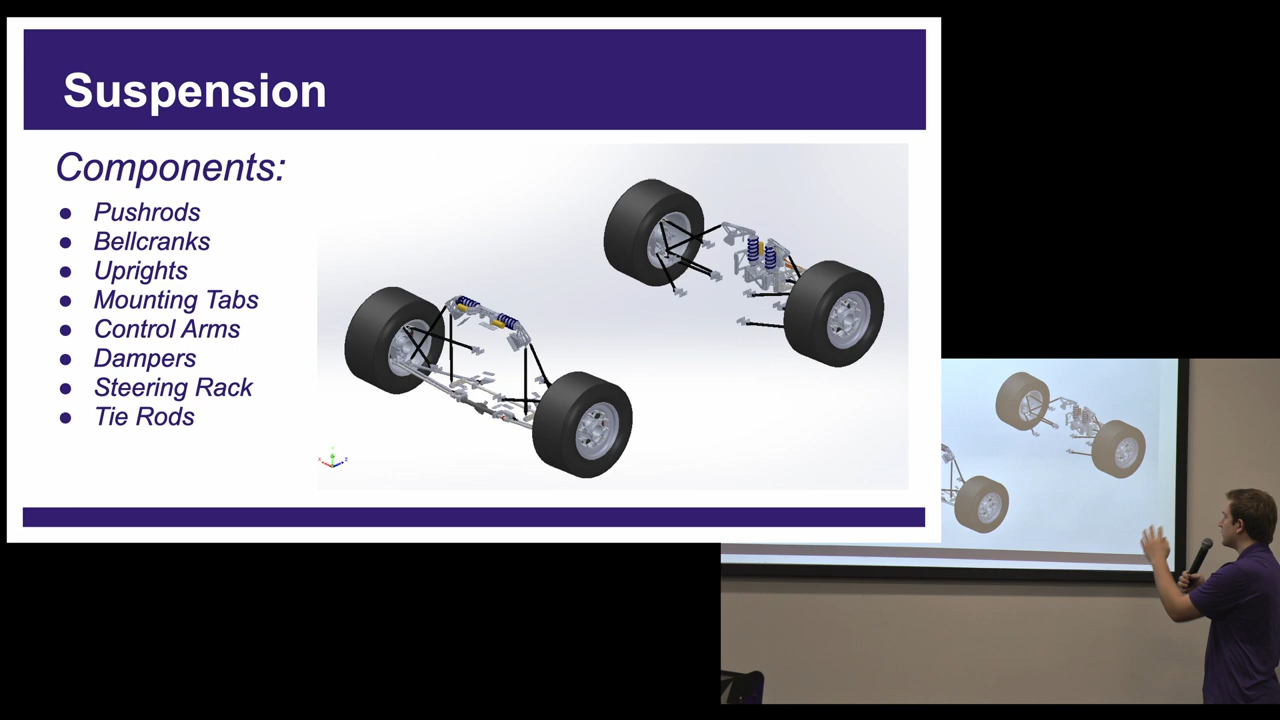 Suspension
Components:
● Pushrods
● Bellcranks
● Uprights
● Mounting Tabs
● Control Arms
● Dampers
● Steering Rack
● Tie Rods